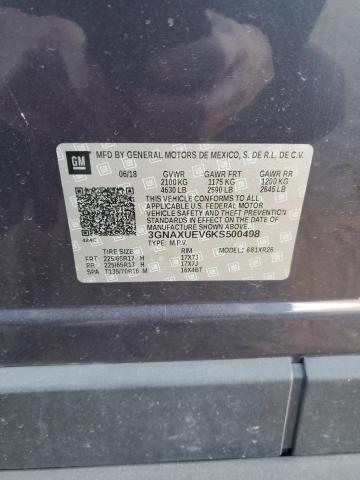 GM
MFD BY GENERAL MOTORS DE MEXICO, S. DE R.L. DE C.V.
06/18 GVWR GAWR FRT GAWR RR
2100 KG 1175 KG 1200 KG
4630 LB 2590 LB 2645 LB
THIS VEHICLE CONFORMS TO ALL APPLICABLE U.S.
FEDERAL MOTOR VEHICLE SAFETY, BUMPER, AND THEFT
PREVENTION STANDARDS IN EFFECT ON THE DATE OF
MANUFACTURE SHOWN ABOVE.
3GNAXUEV6KS500498
TYPE: M.P.V. MODEL: 681XR26
TIRE SIZE RIM
FRT 225/65R17 H 17X7J
RR 225/65R17 H 17X7J
SPA T135/70R16 M 16X4BT